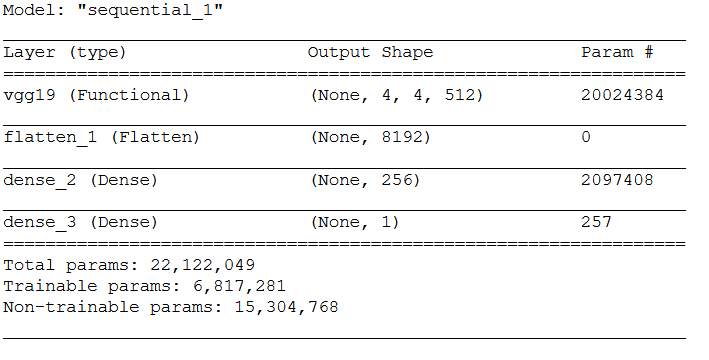 Model: "sequential_1"
Layer (type) Output Shape Param #
vgg19 (Functional) (None, 4, 4, 512) 20024384
flatten_1 (Flatten) (None, 8192) 0
dense_2 (Dense) (None, 256) 2097408
dense_3 (Dense) (None, 1) 257
Total params: 22,122,049
Trainable params: 6,817,281
Non-trainable params: 15,304,768